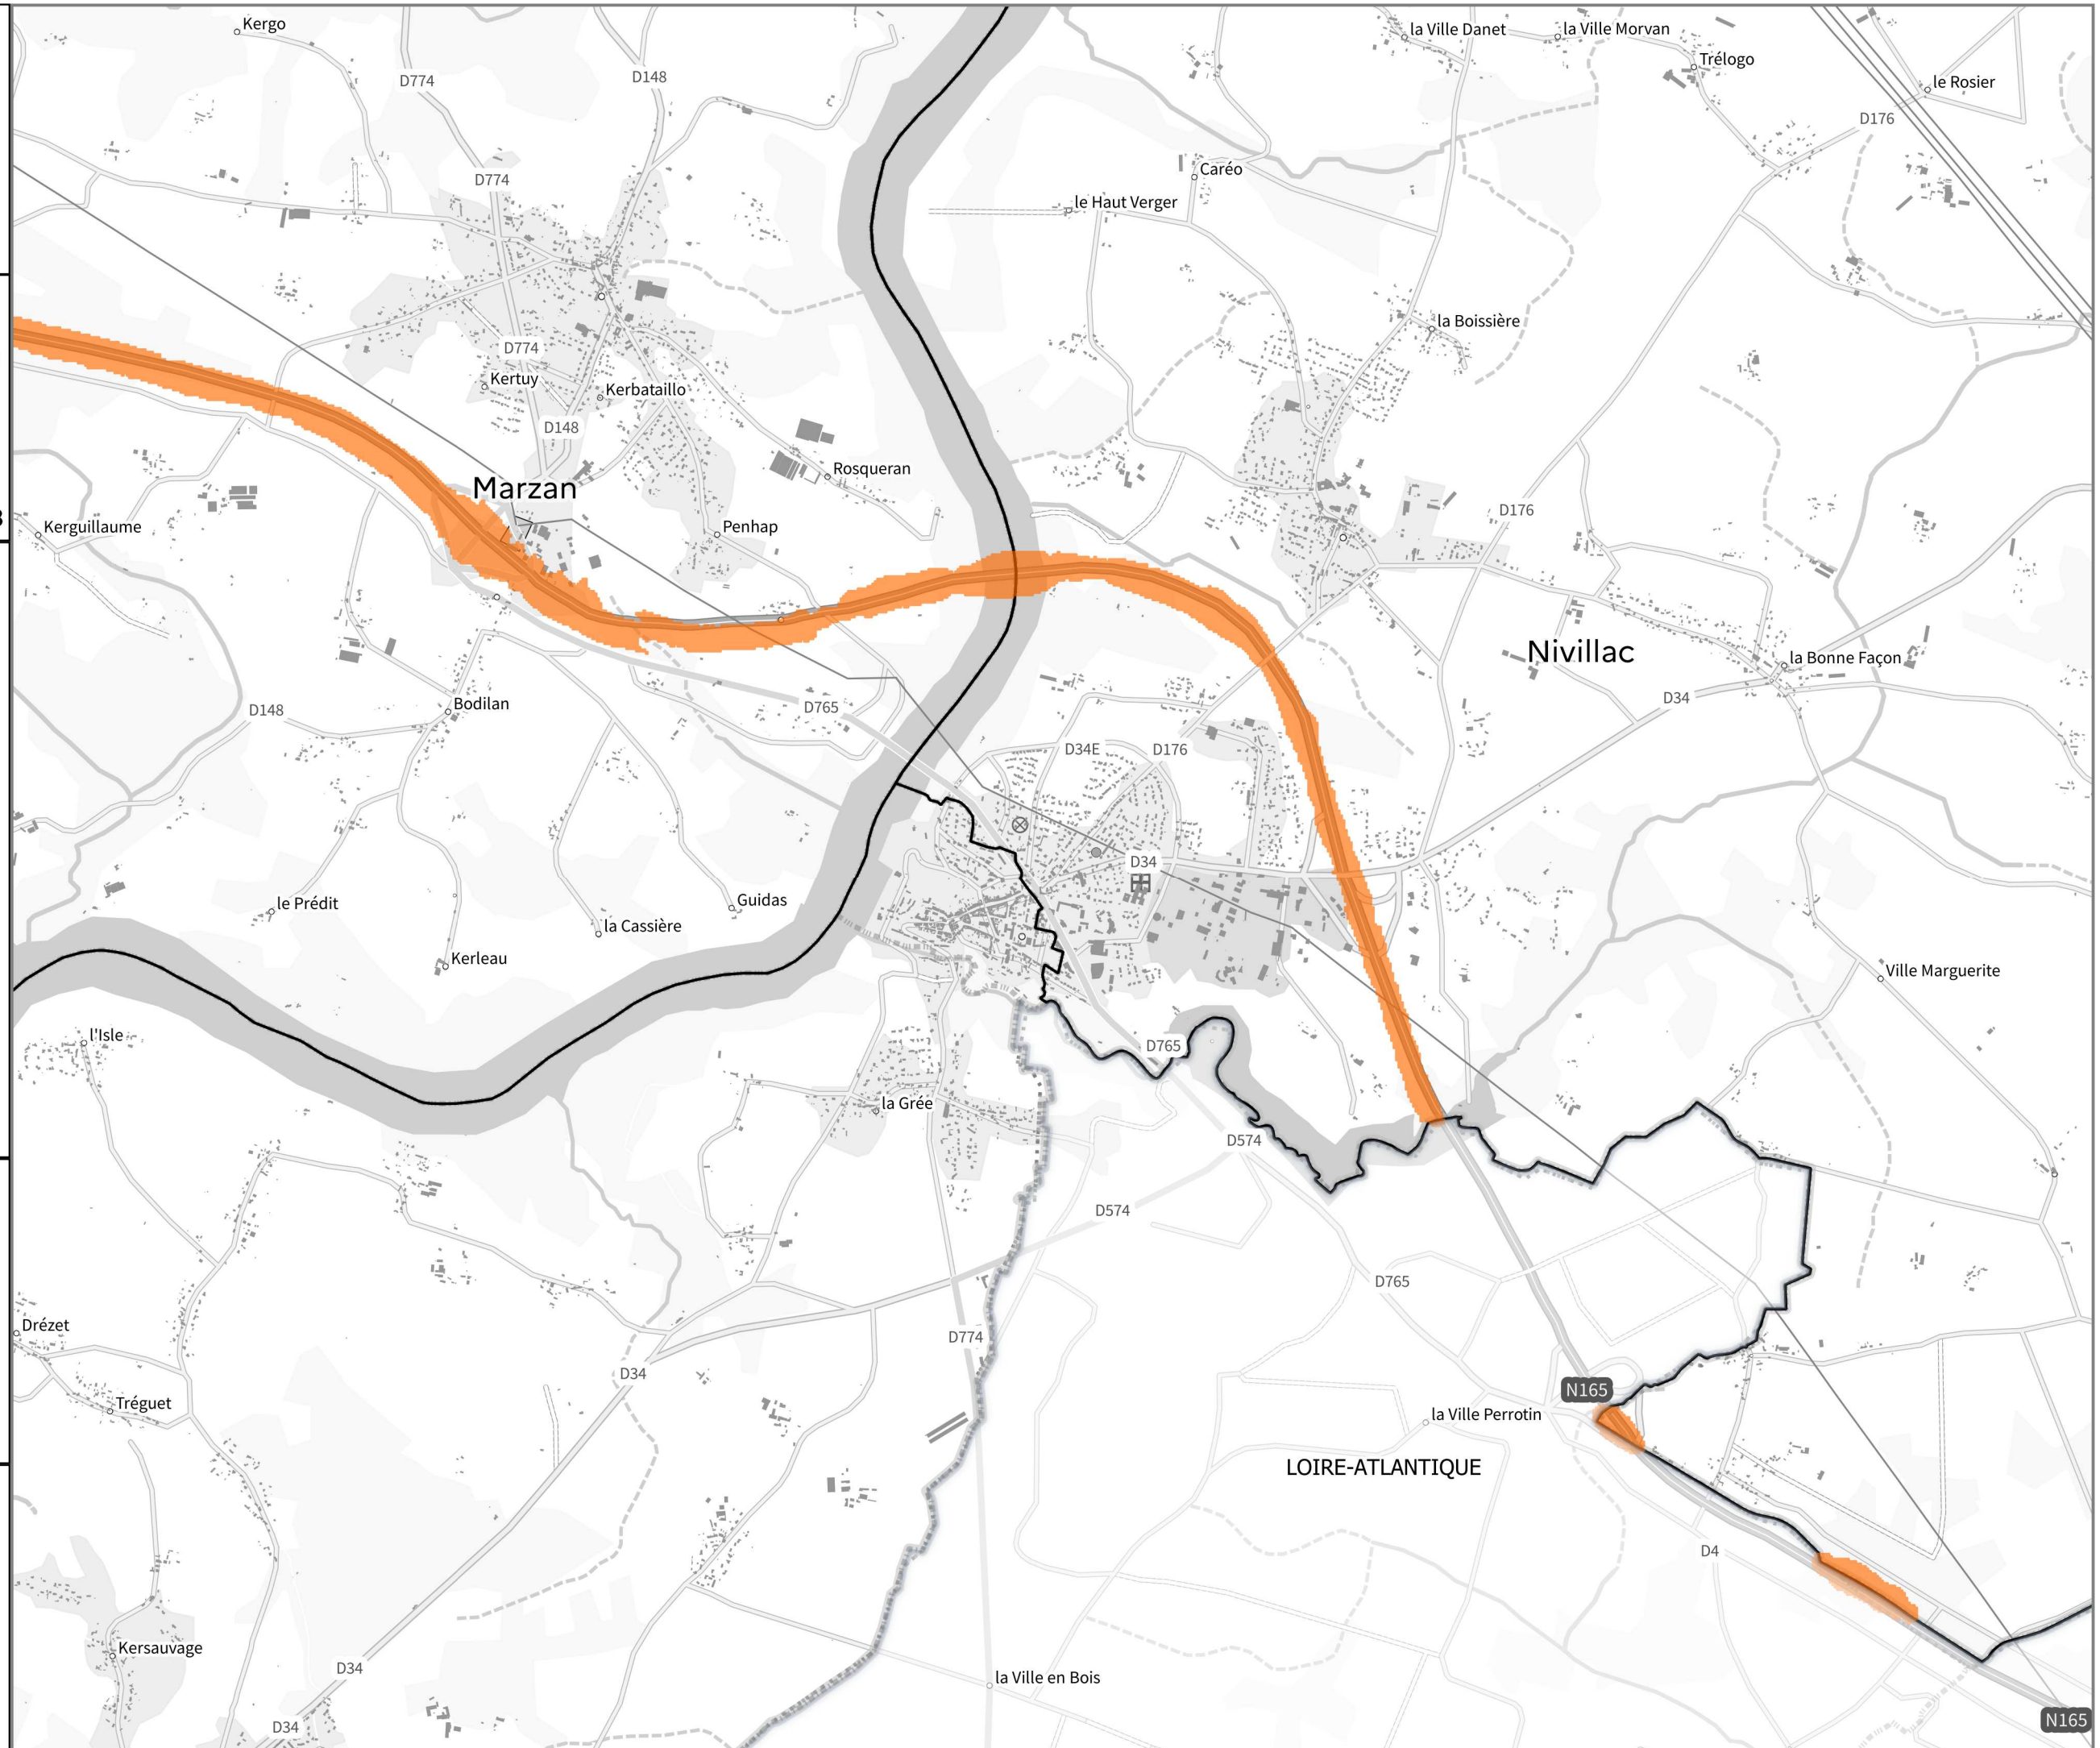 Kergo
la Ville Danet
la Ville Morvan
Trélogo
D774
D148
le Rosier
D176
D774
Caréo
le Haut Verger
la Boissière
D774
Kertuy
Kerbataillo
D148
Rosqueran
Marzan
D176
Kerguillaume
Penhap
Nivillac
la Bonne Façon
D34
Bodilan
D148
D765
D34E
D176
D34
le Prédit
Guidas
la Cassière
Kerleau
Ville Marguerite
l'Isle
D765
la Grée
D574
D574
D765
Drézet
D774
D34
N165
Tréguet
la Ville Perrotin
LOIRE-ATLANTIQUE
D4
Kersauvage
D34
la Ville en Bois
N165
D34